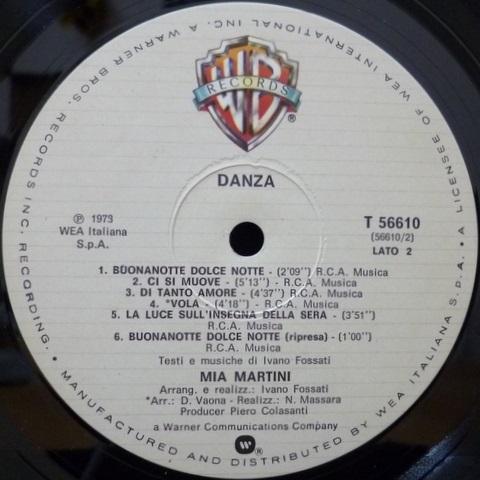 WB
RECORDS
®
DANZA
℗ 1973
WEA Italiana
S.p.A.
T 56610
(56610/2)
LATO 2
1. BUONANOTTE DOLCE NOTTE - (2'09'') R.C.A. Musica
2. CI SI MUOVE - (5'13'') - R.C.A. Musica
3. DI TANTO AMORE - (4'37'') R.C.A. Musica
4. *VOLA - (4'18'') - R.C.A. Musica
5. LA LUCE SULL'INSEGNA DELLA SERA - (3'51'')
R.C.A. Musica
6. BUONANOTTE DOLCE NOTTE (ripresa) - (1'00'')
R.C.A. Musica
Testi e musiche di Ivano Fossati
MIA MARTINI
Arrang. e realizz.: Ivano Fossati
*Arr.: D. Vaona - Realizz.: N. Massara
Producer Piero Colasanti
a Warner Communications Company
MANUFACTURED AND DISTRIBUTED BY WEA ITALIANA S.P.A. • A LICENSEE OF WEA INTERNATIONAL INC. A WARNER BROS. RECORDS INC. RECORDING. •